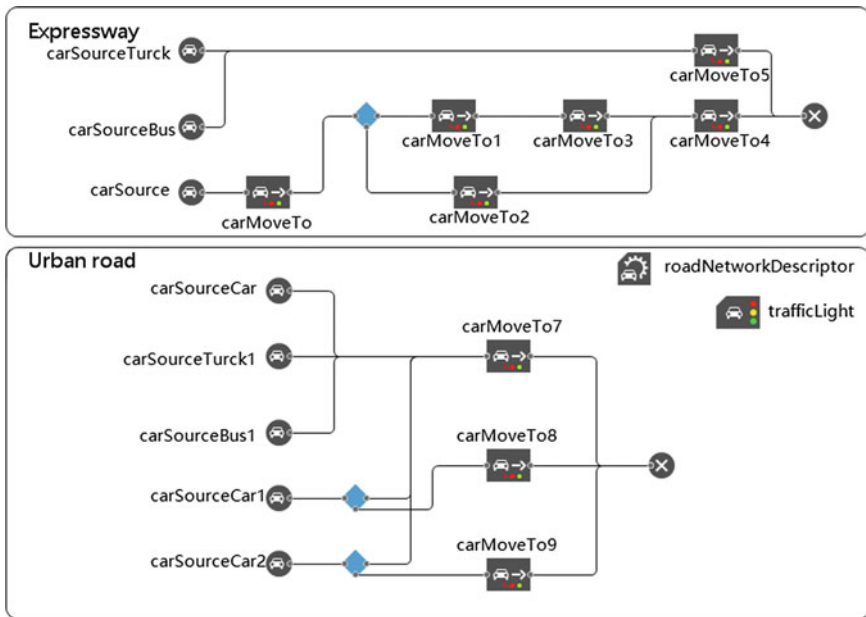 Expressway
carSourceTurck
carMoveTo5
carSourceBus
carMoveTo1
carMoveTo3
carMoveTo4
carSource
carMoveTo
carMoveTo2
Urban road
roadNetworkDescriptor
carSourceCar
trafficLight
carMoveTo7
carSourceTurck1
carSourceBus1
carMoveTo8
carSourceCar1
carMoveTo9
carSourceCar2